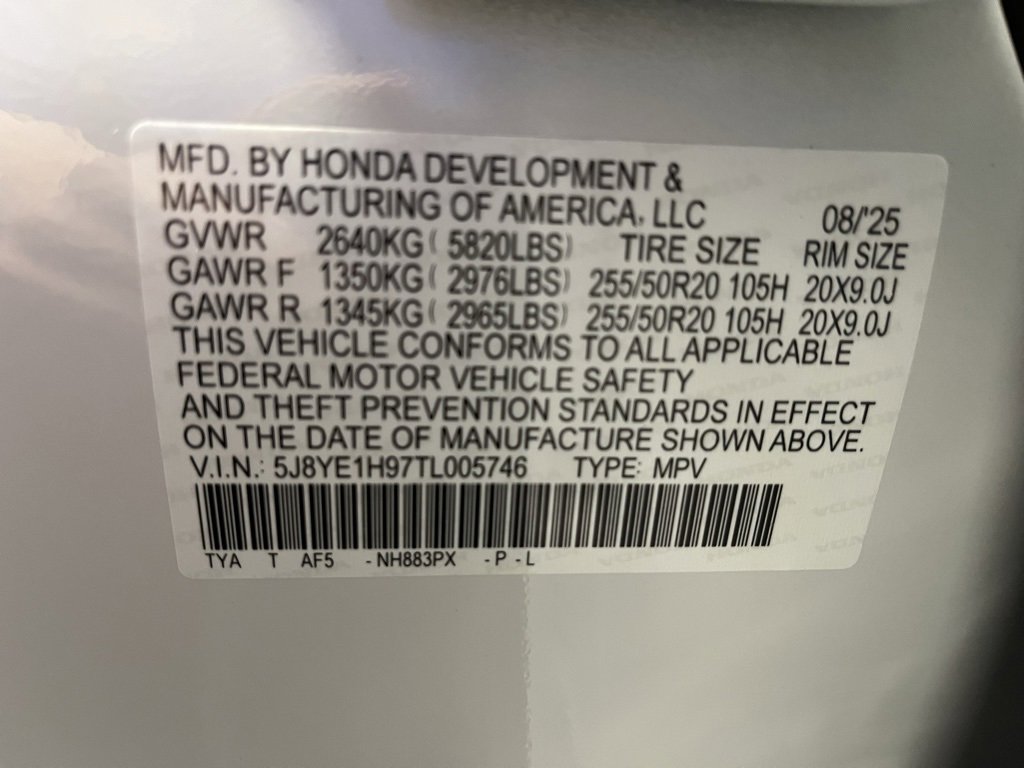 MFD. BY HONDA DEVELOPMENT &
MANUFACTURING OF AMERICA, LLC 08/'25
GVWR 2640KG ( 5820LBS) TIRE SIZE RIM SIZE
GAWR F 1350KG ( 2976LBS) 255/50R20 105H 20X9.0J
GAWR R 1345KG ( 2965LBS) 255/50R20 105H 20X9.0J
THIS VEHICLE CONFORMS TO ALL APPLICABLE
FEDERAL MOTOR VEHICLE SAFETY
AND THEFT PREVENTION STANDARDS IN EFFECT
ON THE DATE OF MANUFACTURE SHOWN ABOVE.
V.I.N.: 5J8YE1H97TL005746 TYPE: MPV
TYA T AF5 - NH883PX - P - L